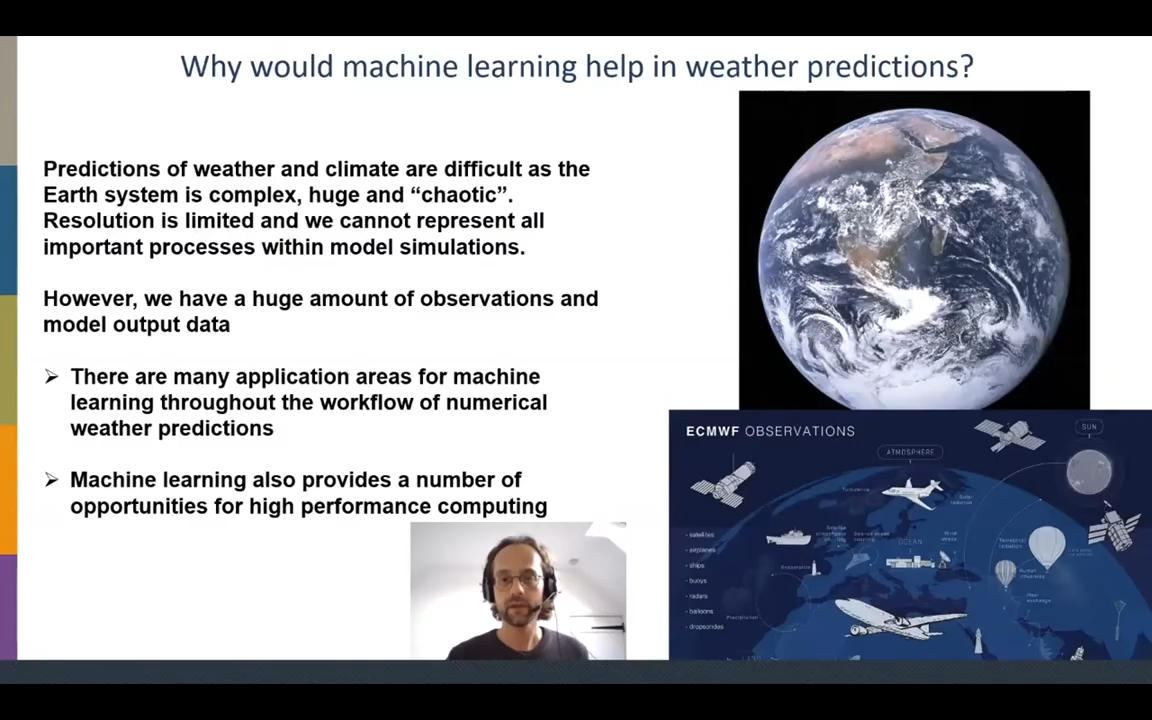 Why would machine learning help in weather predictions?
Predictions of weather and climate are difficult as the
Earth system is complex, huge and “chaotic”.
Resolution is limited and we cannot represent all
important processes within model simulations.
However, we have a huge amount of observations and
model output data
➢ There are many application areas for machine
learning throughout the workflow of numerical
weather predictions
➢ Machine learning also provides a number of
opportunities for high performance computing
ECMWF OBSERVATIONS
SUN
ATMOSPHERE
OCEAN
- satellites
- airplanes
- ships
- buoys
- radars
- balloons
- dropsondes